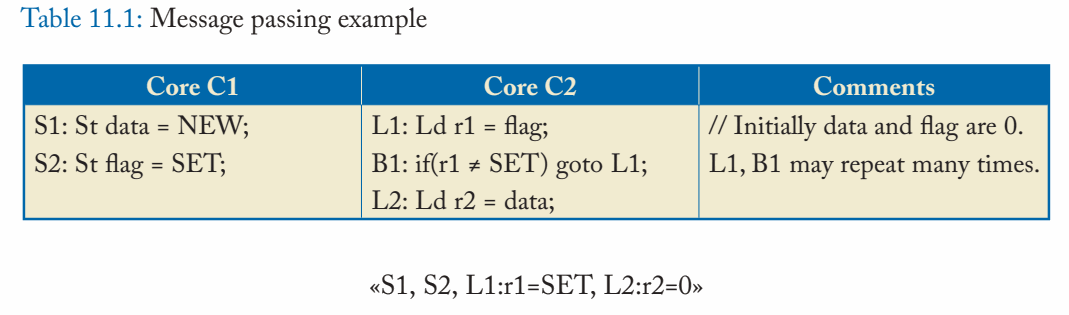 Table 11.1: Message passing example
Core C1 Core C2 Comments
S1: St data = NEW; L1: Ld r1 = flag; // Initially data and flag are 0.
S2: St flag = SET; B1: if(r1 ≠ SET) goto L1; L1, B1 may repeat many times.
L2: Ld r2 = data;
«S1, S2, L1:r1=SET, L2:r2=0»